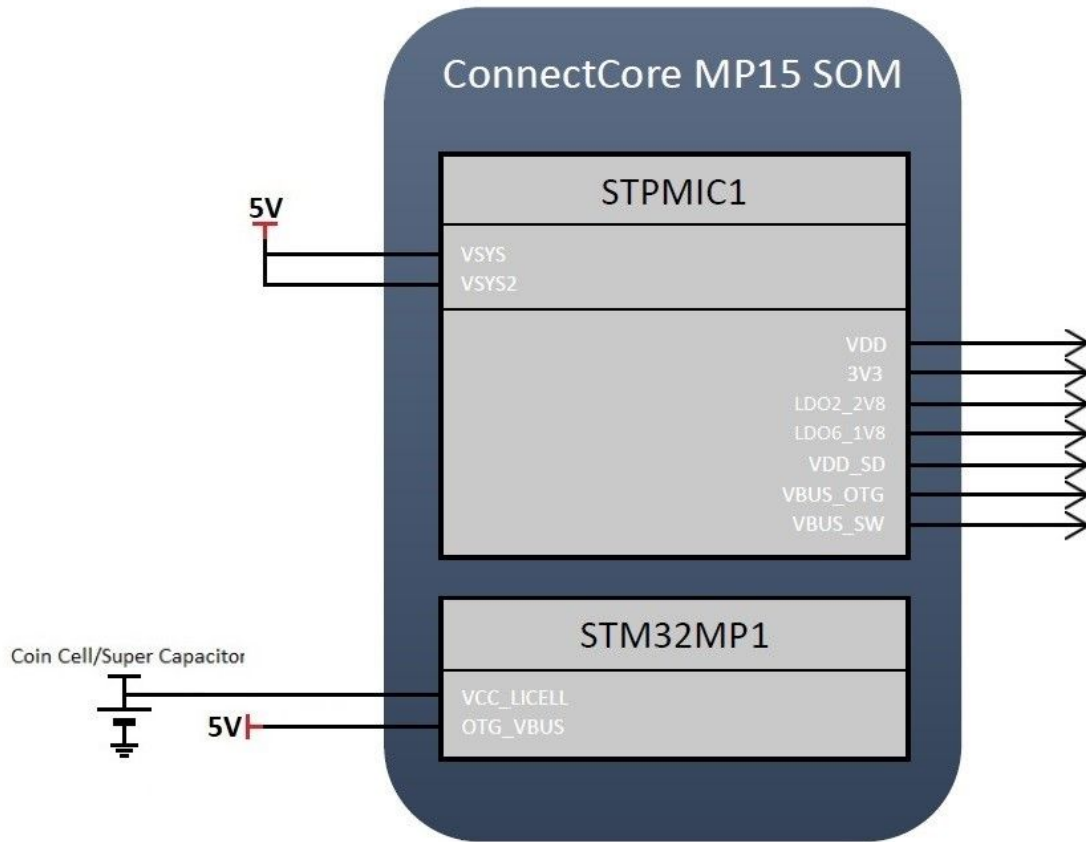 ConnectCore MP15 SOM
STPMIC1
5V
VSYS
VSYS2
VDD
3V3
LDO2_2V8
LDO6_1V8
VDD_SD
VBUS_OTG
VBUS_SW
STM32MP1
Coin Cell/Super Capacitor
VCC_LICELL
5V
OTG_VBUS